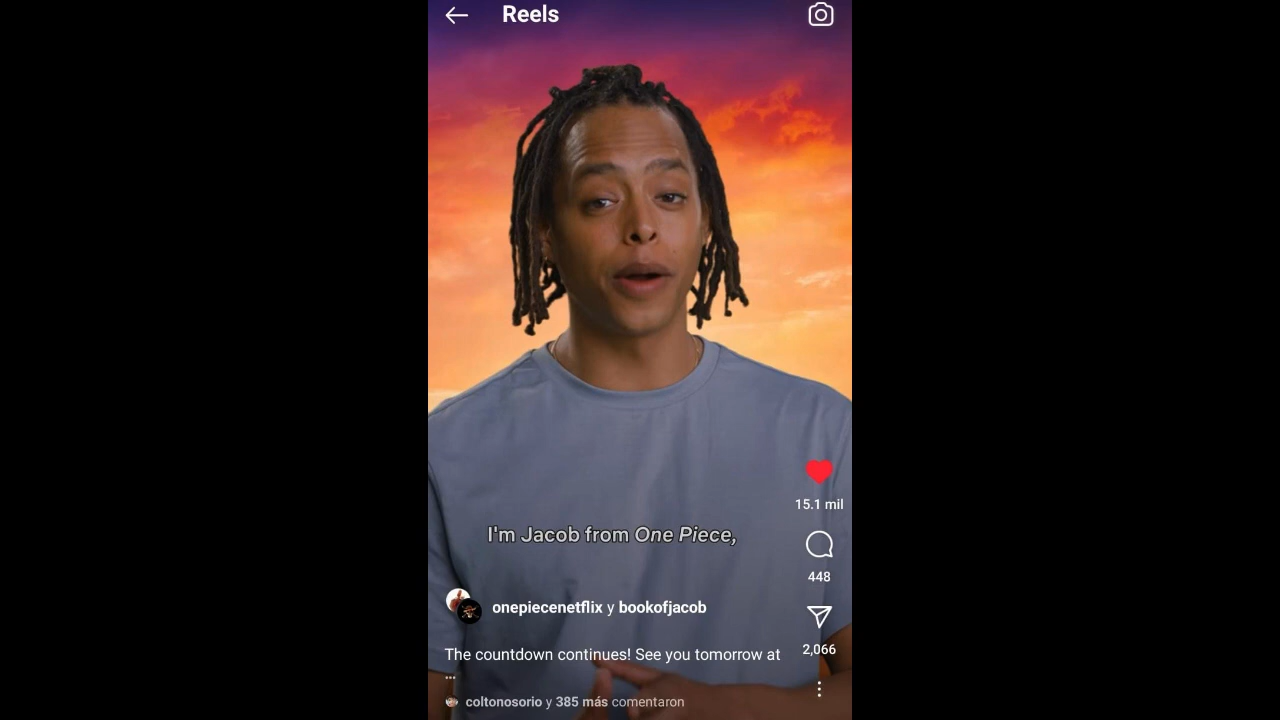 Reels
I'm Jacob from One Piece,
15.1 mil
448
onepiecenetflix y bookofjacob
2,066
The countdown continues! See you tomorrow at
...
coltonosorio y 385 más comentaron